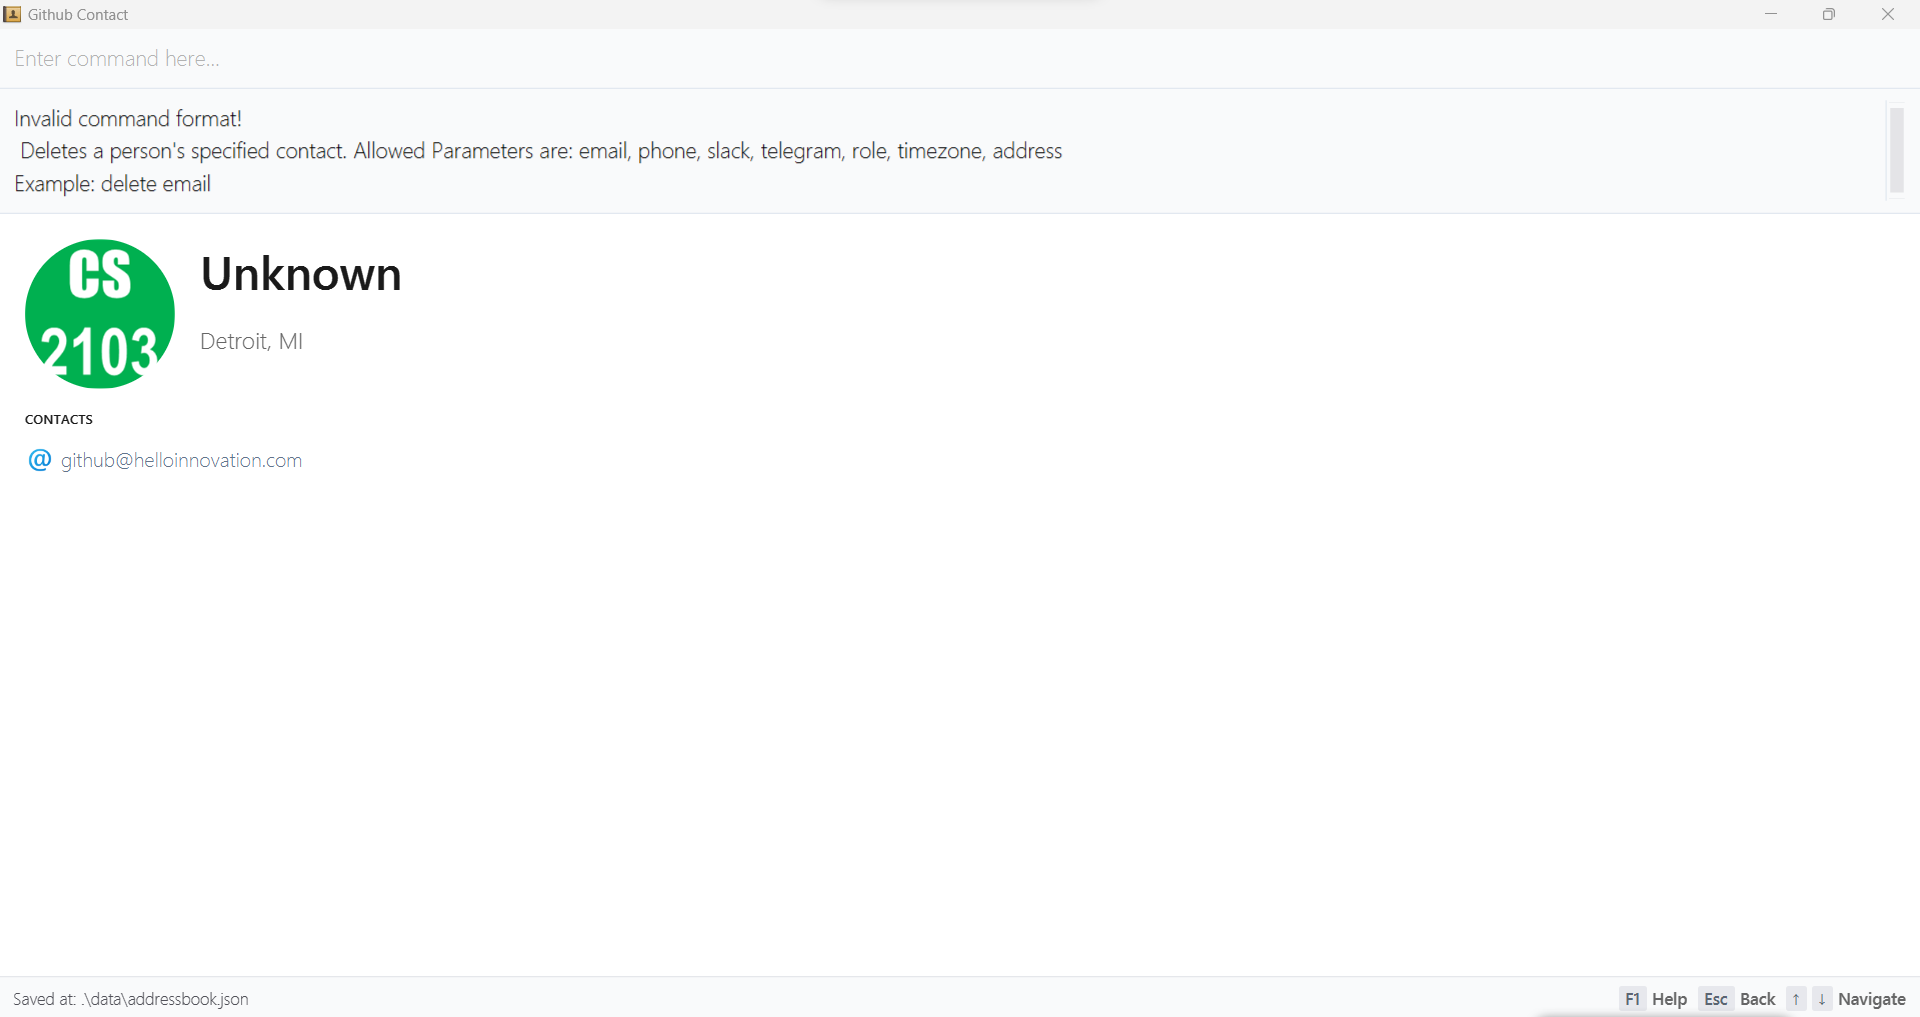 Github Contact
Enter command here...
Invalid command format!
Deletes a person's specified contact. Allowed Parameters are: email, phone, slack, telegram, role, timezone, address
Example: delete email
CS
2103
Unknown
Detroit, MI
CONTACTS
@ github@helloinnovation.com
Saved at: .\data\addressbook.json
F1 Help Esc Back ↑ ↓ Navigate